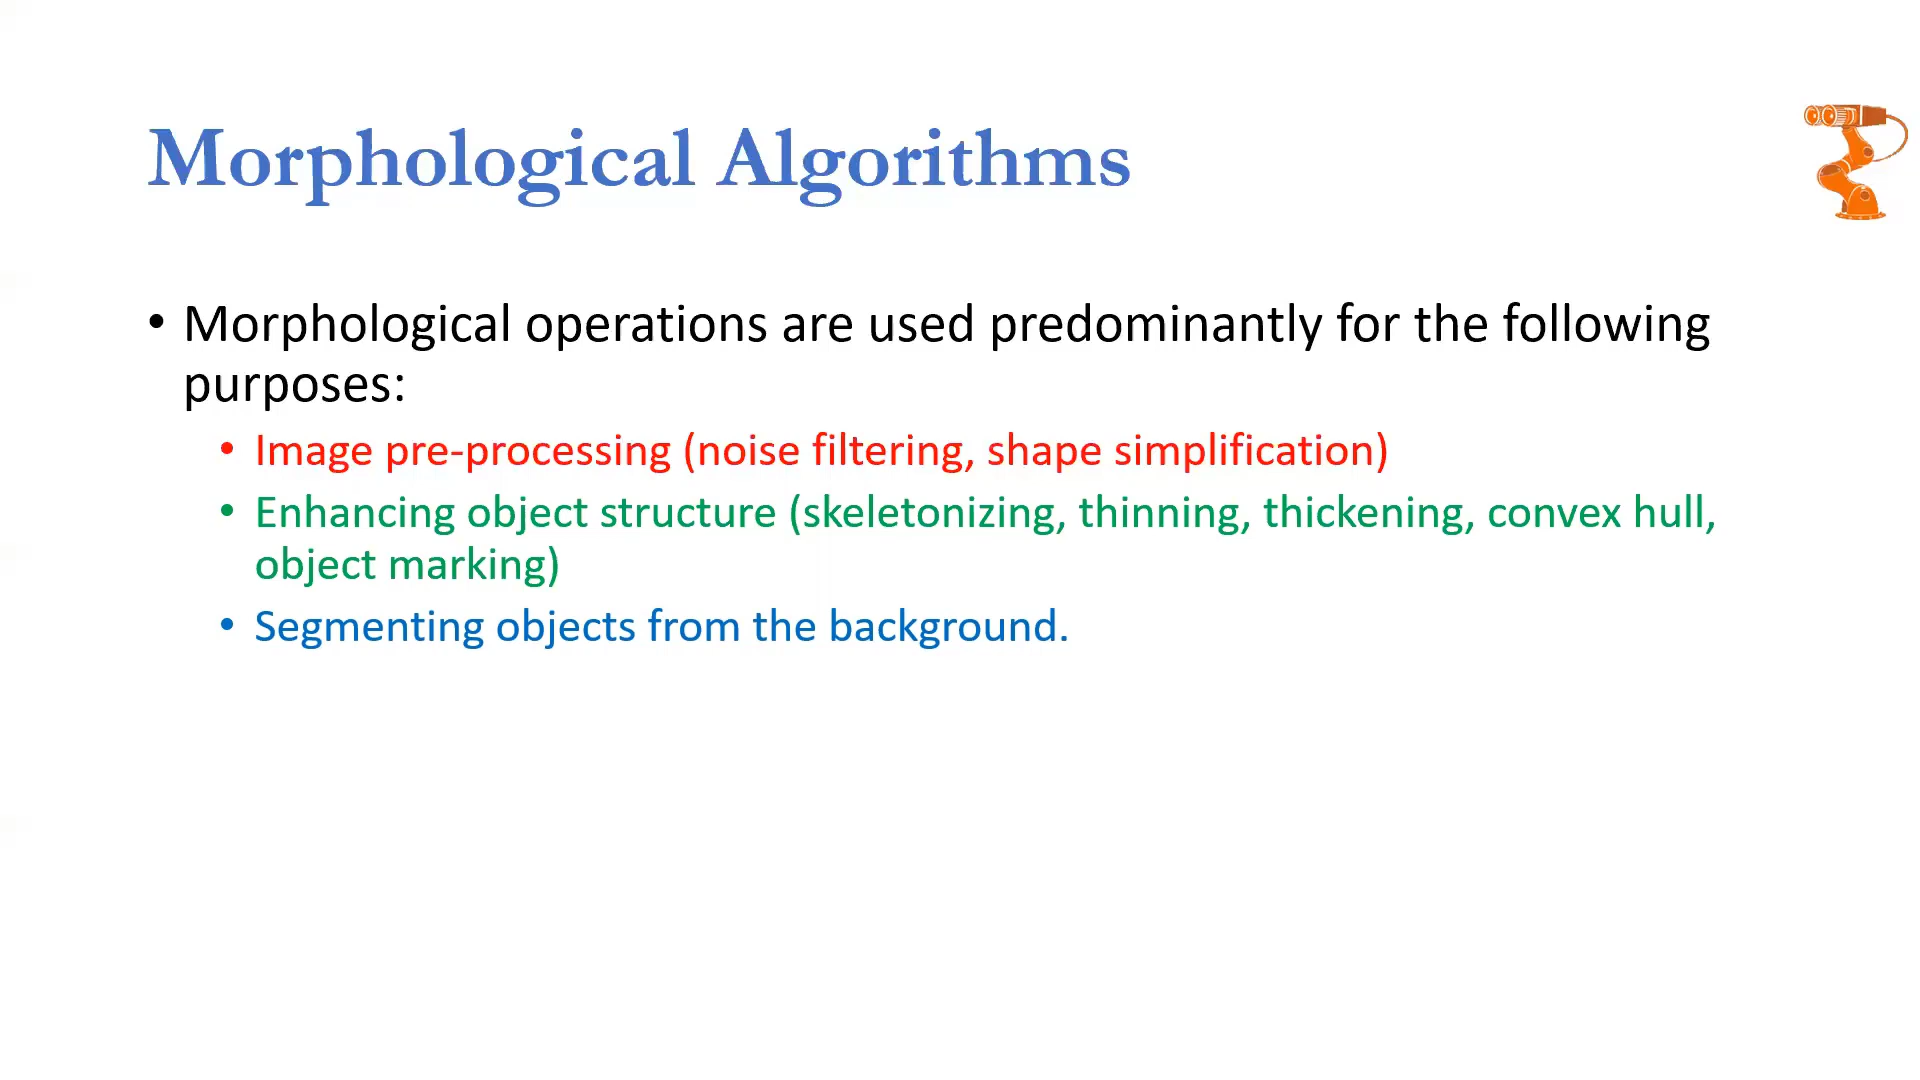 Morphological Algorithms
• Morphological operations are used predominantly for the following
purposes:
• Image pre-processing (noise filtering, shape simplification)
• Enhancing object structure (skeletonizing, thinning, thickening, convex hull,
object marking)
• Segmenting objects from the background.